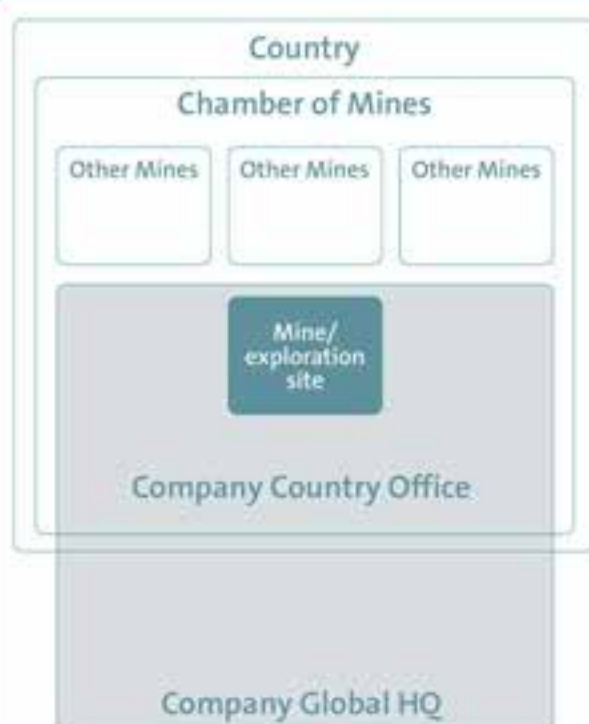 Country
Chamber of Mines
Other Mines
Other Mines
Other Mines
Mine/
exploration
site
Company Country Office
Company Global HQ